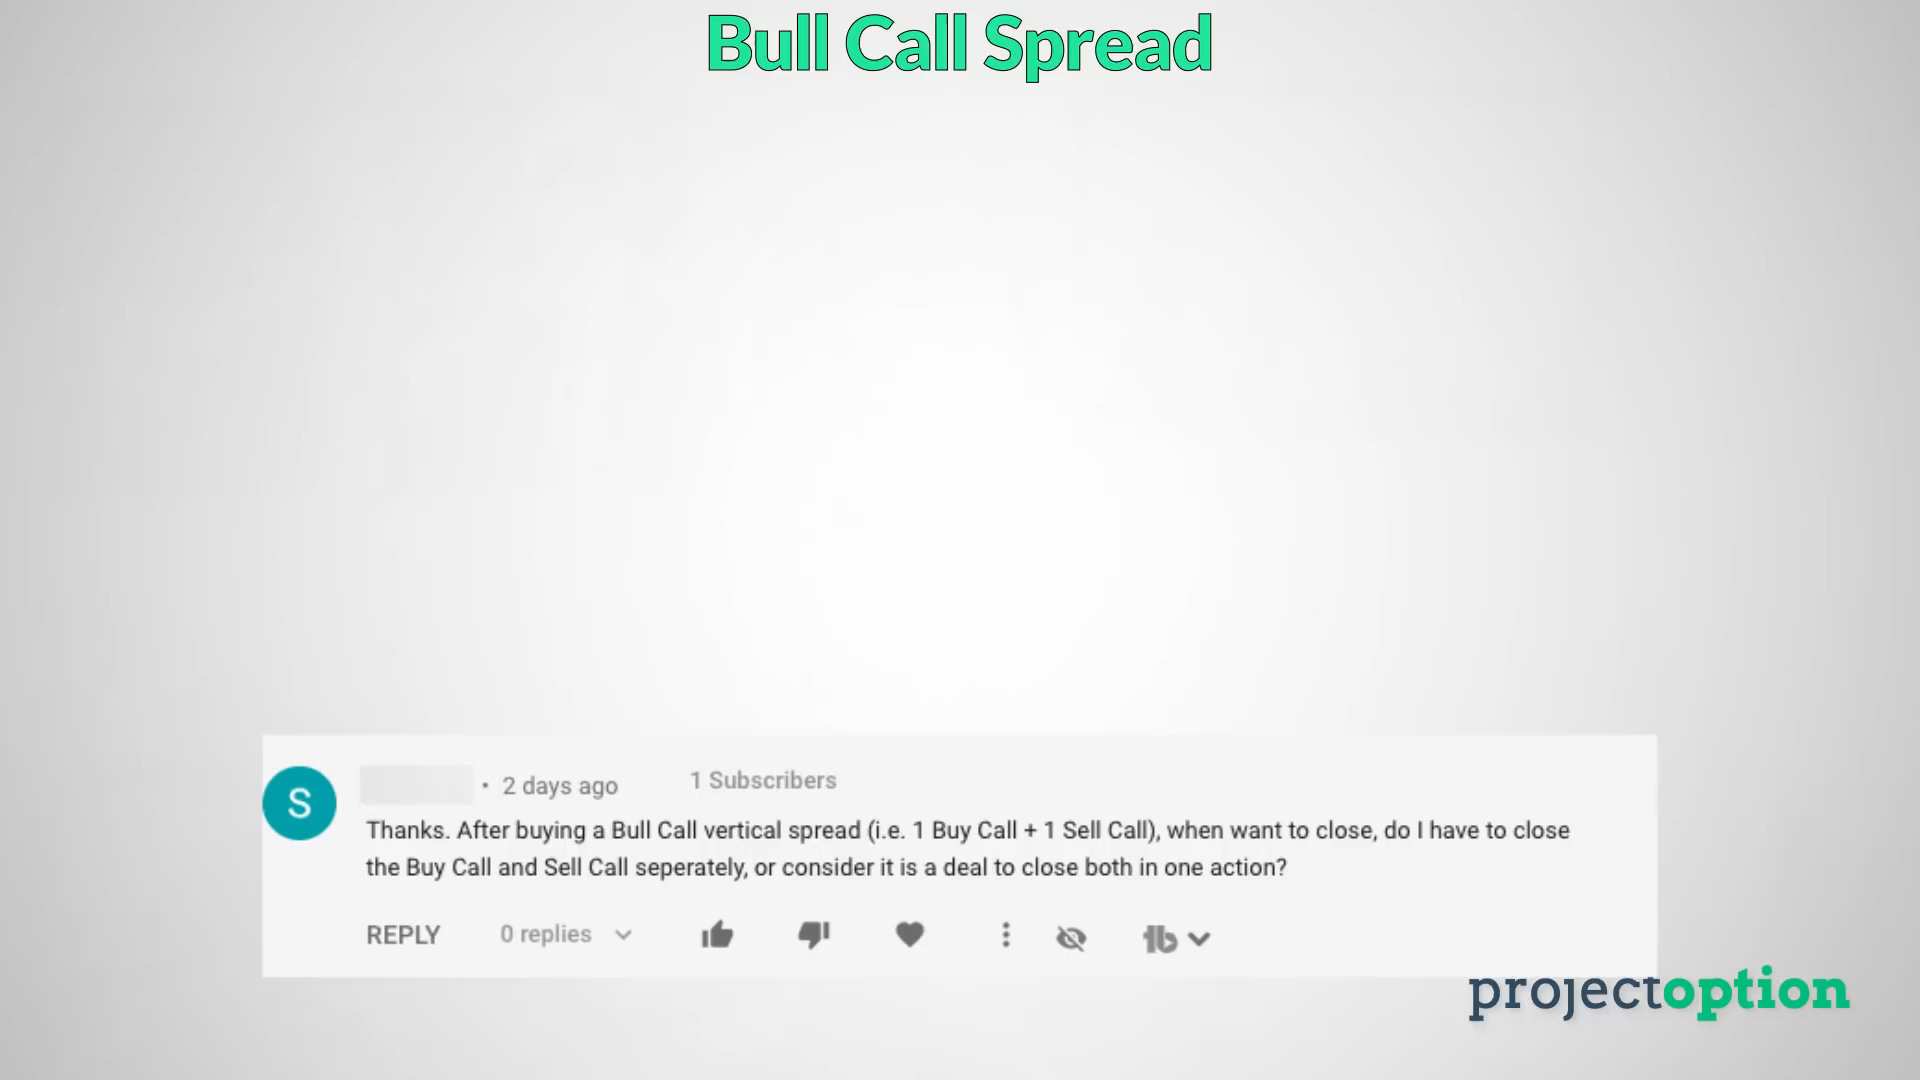 Bull Call Spread
S
• 2 days ago 1 Subscribers
Thanks. After buying a Bull Call vertical spread (i.e. 1 Buy Call + 1 Sell Call), when want to close, do I have to close
the Buy Call and Sell Call seperately, or consider it is a deal to close both in one action?
REPLY 0 replies
projectoption